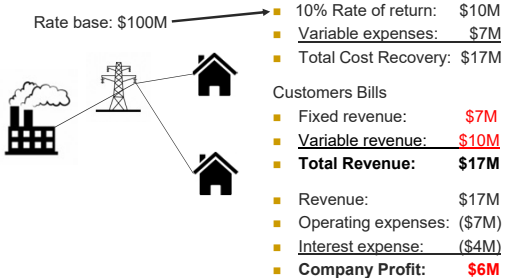 Rate base: $100M
10% Rate of return: $10M
Variable expenses: $7M
Total Cost Recovery: $17M
Customers Bills
Fixed revenue: $7M
Variable revenue: $10M
Total Revenue: $17M
Revenue: $17M
Operating expenses: ($7M)
Interest expense: ($4M)
Company Profit: $6M